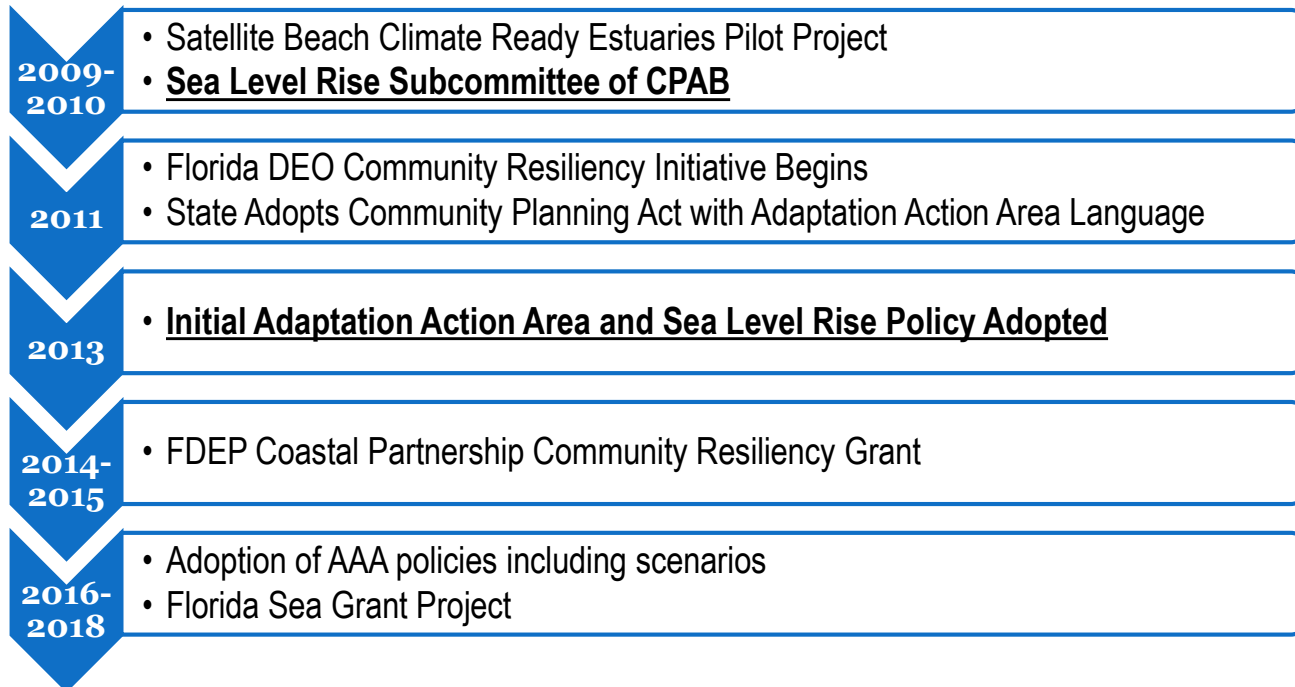 2009-
2010
• Satellite Beach Climate Ready Estuaries Pilot Project
• Sea Level Rise Subcommittee of CPAB
2011
• Florida DEO Community Resiliency Initiative Begins
• State Adopts Community Planning Act with Adaptation Action Area Language
2013
• Initial Adaptation Action Area and Sea Level Rise Policy Adopted
2014-
2015
• FDEP Coastal Partnership Community Resiliency Grant
2016-
2018
• Adoption of AAA policies including scenarios
• Florida Sea Grant Project